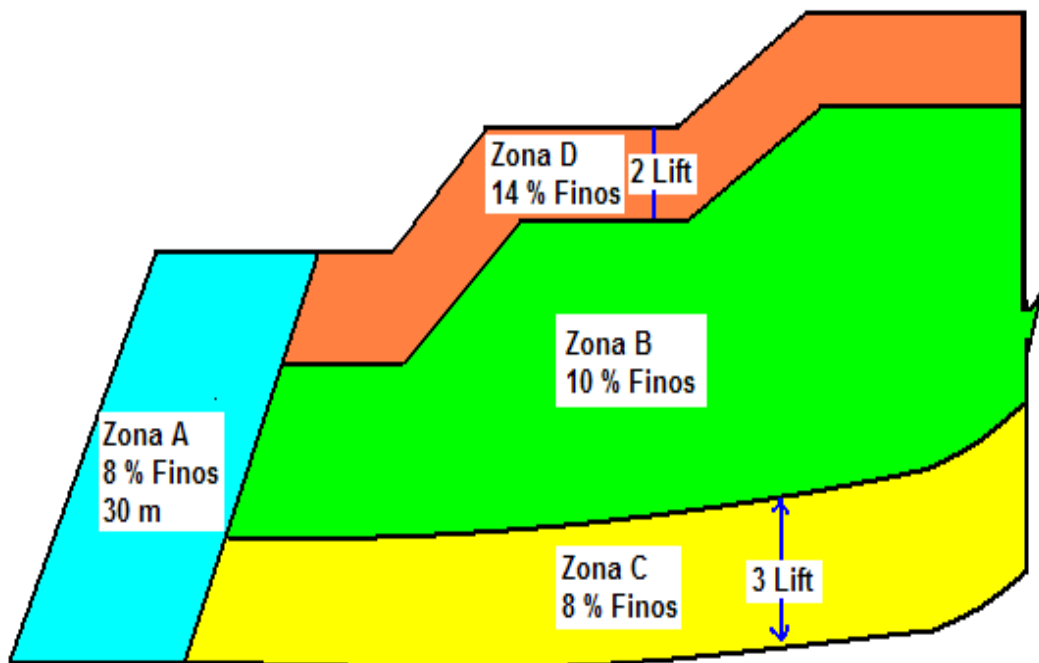 Zona D
14 % Finos
2 Lift
Zona B
10 % Finos
Zona A
8 % Finos
30 m
Zona C
8 % Finos
3 Lift